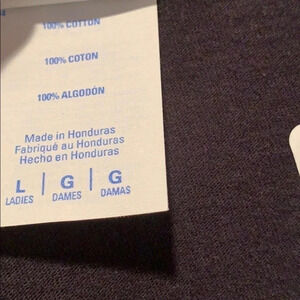 100% COTTON
100% COTON
100% ALGODÓN
Made in Honduras
Fabriqué au Honduras
Hecho en Honduras
L | G | G
LADIES | DAMES | DAMAS